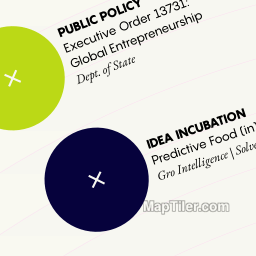 PUBLIC POLICY
Executive Order 13731:
Global Entrepreneurship
Dept. of State
IDEA INCUBATION
Predictive Food (in)
Gro Intelligence | Solve
MapTiler.com